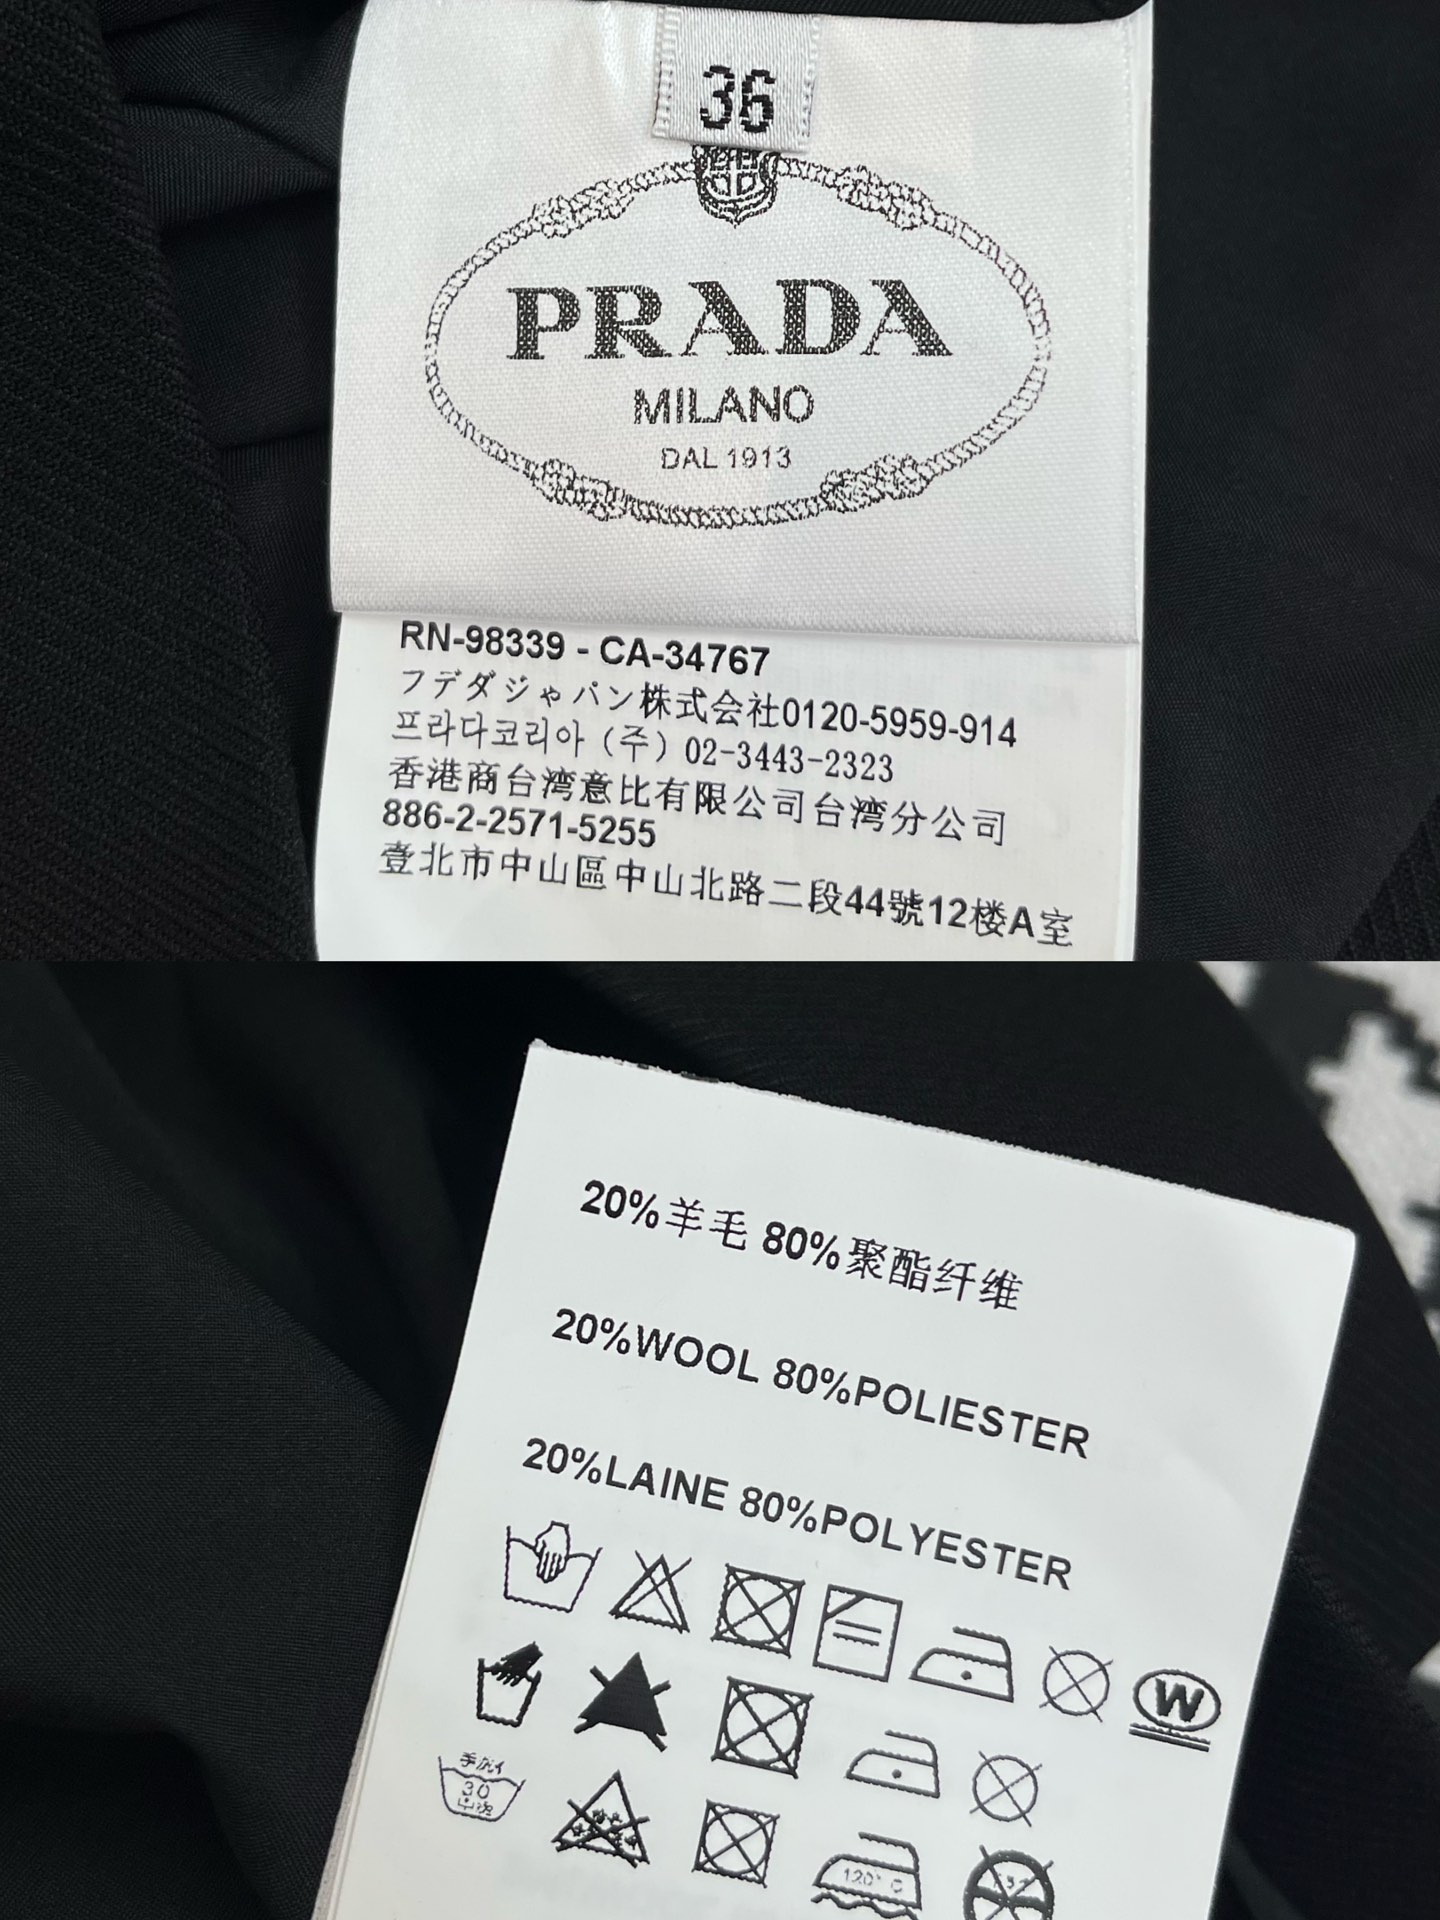 36
PRADA
MILANO
DAL 1913
RN-98339 - CA-34767
フデダジャパン株式会社0120-5959-914
프라다코리아 (주) 02-3443-2323
香港商台湾意比有限公司台湾分公司
886-2-2571-5255
壹北市中山區中山北路二段44號12楼A室
20%羊毛 80%聚酯纤维
20%WOOL 80%POLIESTER
20%LAINE 80%POLYESTER
W
30
120° C